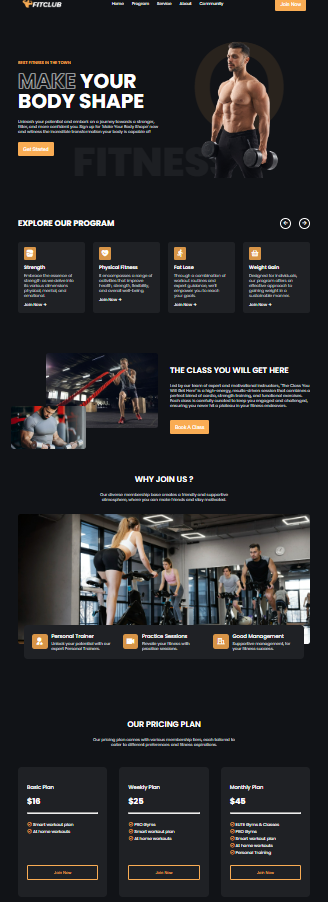 FITCLUB
Home Program Service About Community
Join Now
BEST FITNESS IN THE TOWN
MAKE YOUR
BODY SHAPE
Unleash your potential and embark on a journey towards a stronger,
fitter, and more confident you. Sign up for 'Make Your Body Shape' now
and witness the incredible transformation your body is capable of!
Get Started
FITNESS
EXPLORE OUR PROGRAM
Strength
Embrace the essence of
strength as we delve into
its various dimensions
physical, mental, and
emotional.
Join Now
Physical Fitness
It encompasses a range of
activities that improve
health, strength, flexibility,
and overall well-being.
Join Now
Fat Lose
Through a combination of
workout routines and
expert guidance, we'll
empower you to reach
your goals.
Join Now
Weight Gain
Designed for individuals,
our program offers an
effective approach to
gaining weight in a
sustainable manner.
Join Now
THE CLASS YOU WILL GET HERE
Led by our team of expert and motivational instructors, "The Class You
Will Get Here" is a high-energy, results-driven session that combines a
perfect blend of cardio, strength training, and functional exercises.
Each class is carefully curated to keep you engaged and challenged,
ensuring you never hit a plateau in your fitness endeavors.
Book A Class
WHY JOIN US ?
Our diverse membership base creates a friendly and supportive
atmosphere, where you can make friends and stay motivated.
Personal Trainer
Unlock your potential with our
expert Personal Trainers.
Practice Sessions
Elevate your fitness with
practice sessions.
Good Management
Supportive management, for
your fitness success.
OUR PRICING PLAN
Our pricing plan comes with various membership tiers, each tailored to
cater to different preferences and fitness aspirations.
Basic Plan
$16
Smart workout plan
At home workouts
Join Now
Weekly Plan
$25
PRO Gyms
Smart workout plan
At home workouts
Join Now
Monthly Plan
$45
ELITE Gyms & Classes
PRO Gyms
Smart workout plan
At home workouts
Personal Training
Join Now